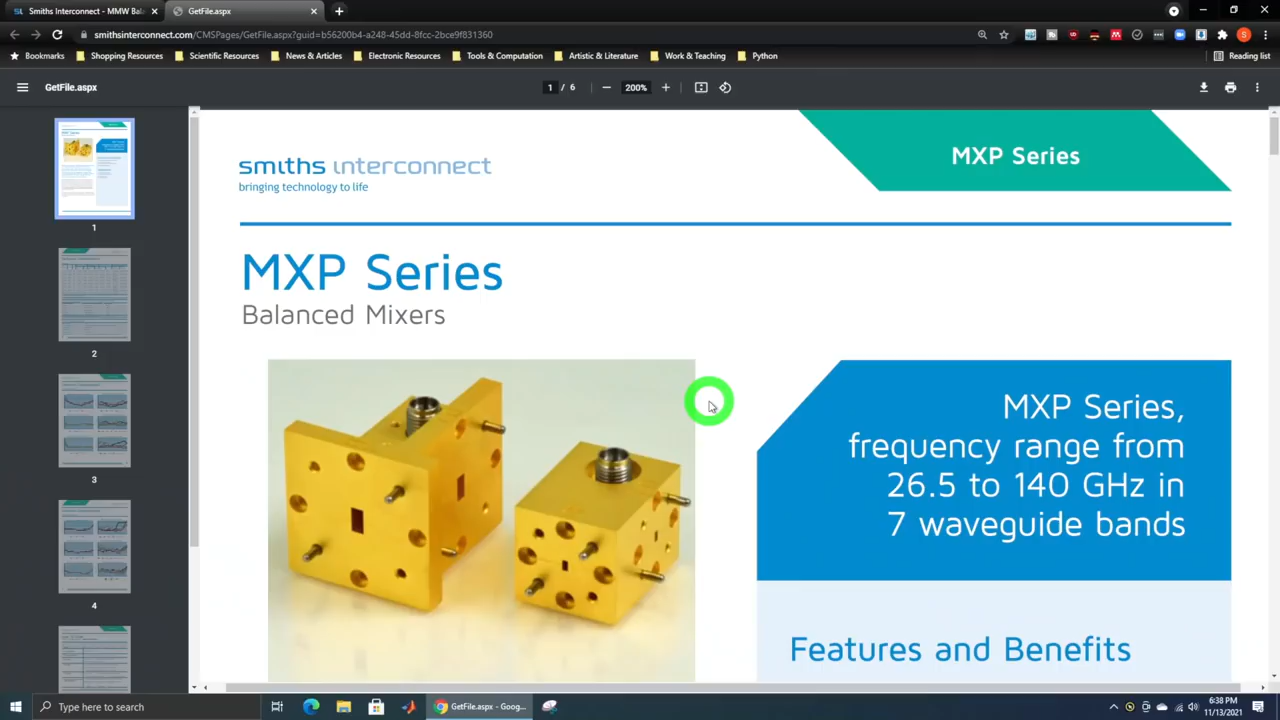 Smiths Interconnect - MMW Bal
GetFile.aspx
smithsinterconnect.com/CMSPages/GetFile.aspx?guid=b56200b4-a248-45dd-8fcc-2bce9f831360
Bookmarks
Shopping Resources
Scientific Resources
News & Articles
Electronic Resources
Tools & Computation
Artistic & Literature
Work & Teaching
Python
Reading list
GetFile.aspx
1 / 6
200%
1
2
3
4
smiths interconnect
bringing technology to life
MXP Series
MXP Series
Balanced Mixers
MXP Series,
frequency range from
26.5 to 140 GHz in
7 waveguide bands
Features and Benefits
Type here to search
GetFile.aspx - Goog...
6:38 PM
11/13/2021